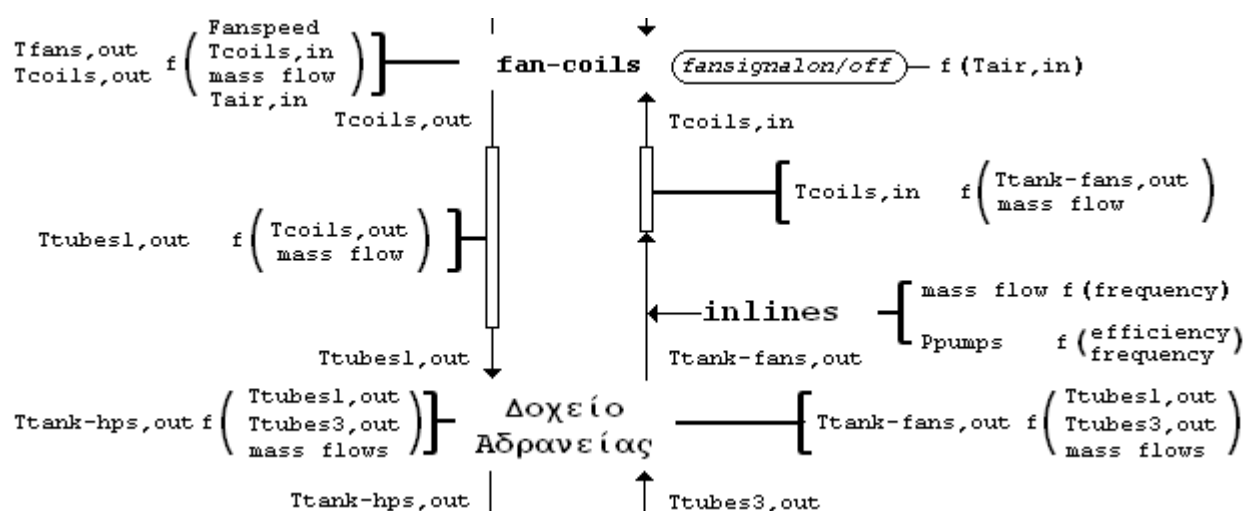 Tfans,out
Tcoils,out
f ( Fanspeed
Tcoils,in
mass flow
Tair,in )
fan-coils
fansignalon/off
f (Tair,in)
Tcoils,out
Tcoils,in
Tcoils,in f ( Ttank-fans,out
mass flow )
Ttubes1,out f ( Tcoils,out
mass flow )
inlines
mass flow f (frequency)
Ppumps f ( efficiency
frequency )
Ttubes1,out
Ttank-fans,out
Ttank-hps,out f ( Ttubes1,out
Ttubes3,out
mass flows )
Δοχείο
Αδρανείας
Ttank-fans,out f ( Ttubes1,out
Ttubes3,out
mass flows )
Ttank-hps,out
Ttubes3,out